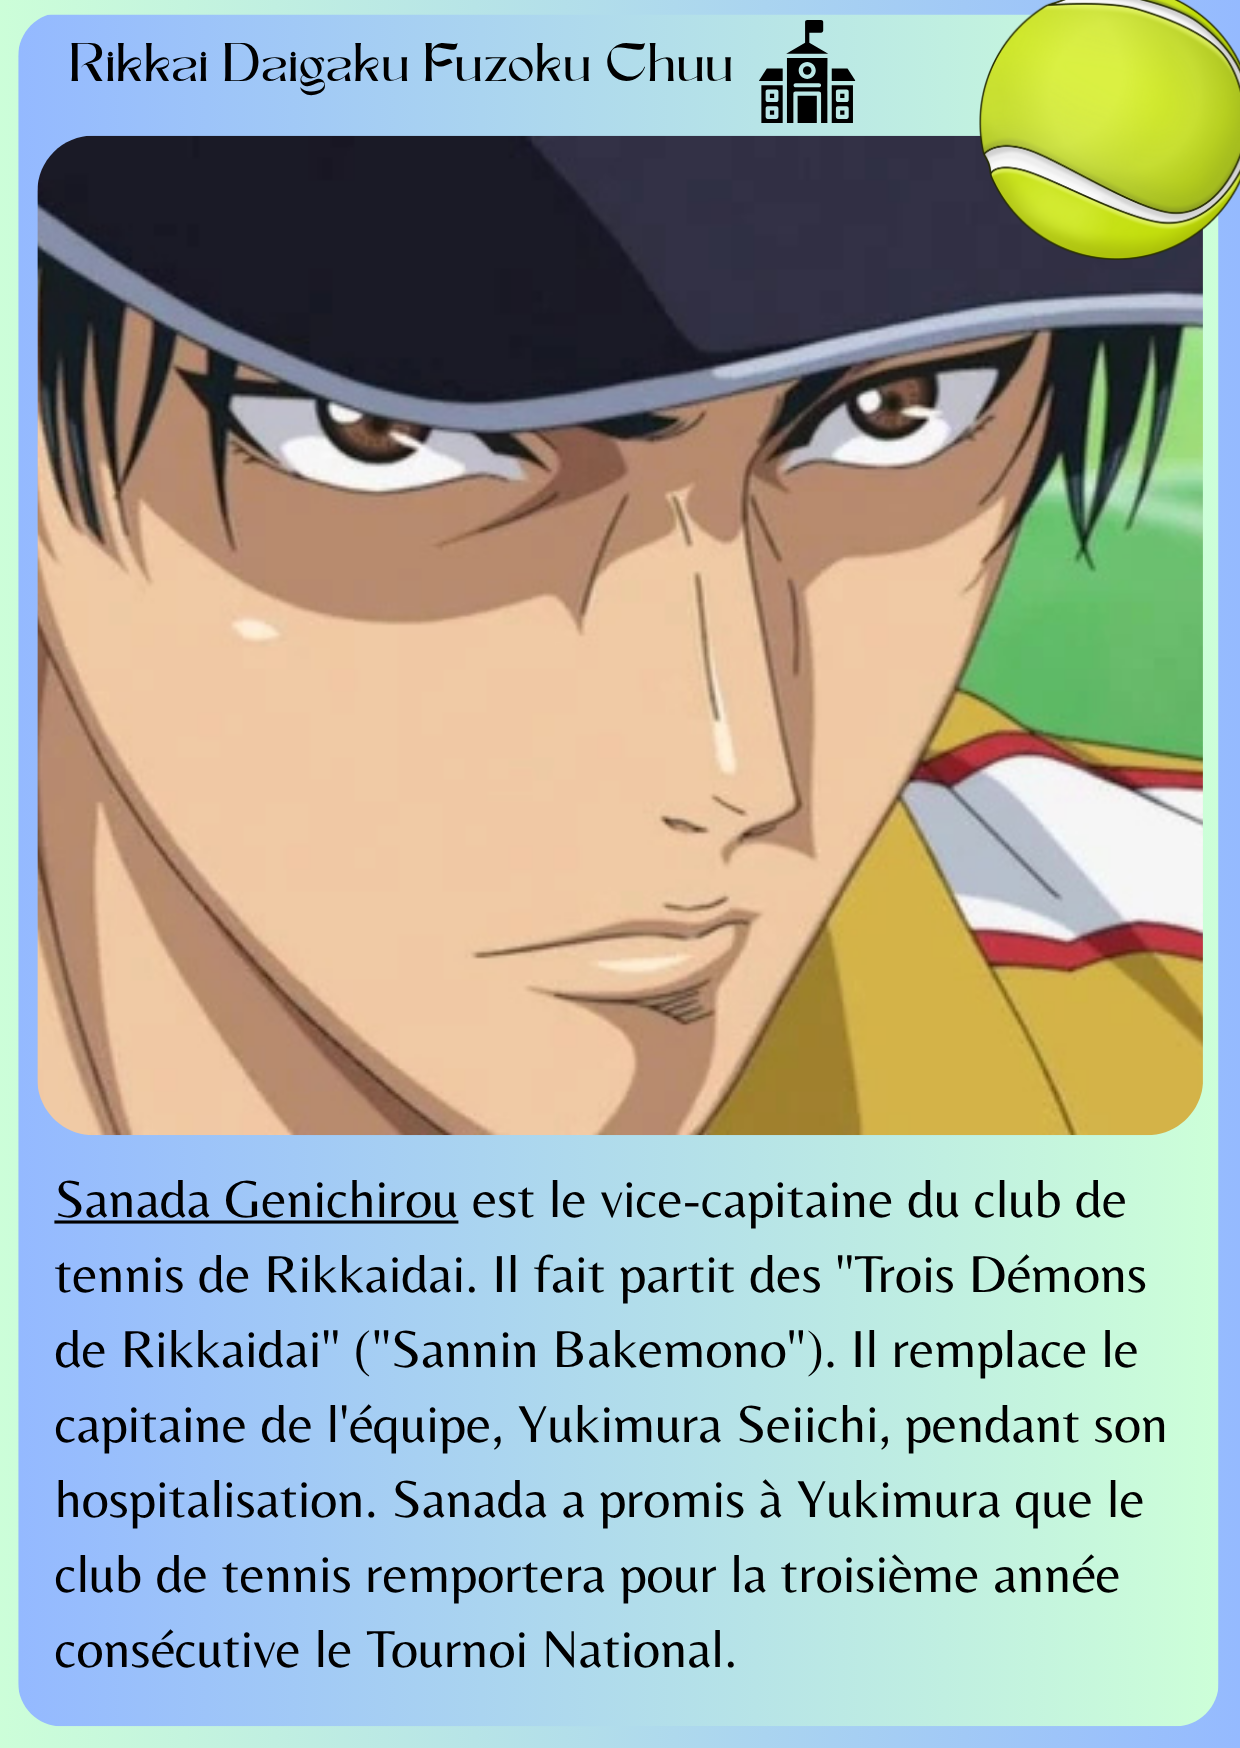 Rikkai Daigaku Fuzoku Chuu
Sanada Genichirou est le vice-capitaine du club de
tennis de Rikkaidai. Il fait partit des "Trois Démons
de Rikkaidai" ("Sannin Bakemono"). Il remplace le
capitaine de l'équipe, Yukimura Seiichi, pendant son
hospitalisation. Sanada a promis à Yukimura que le
club de tennis remportera pour la troisième année
consécutive le Tournoi National.